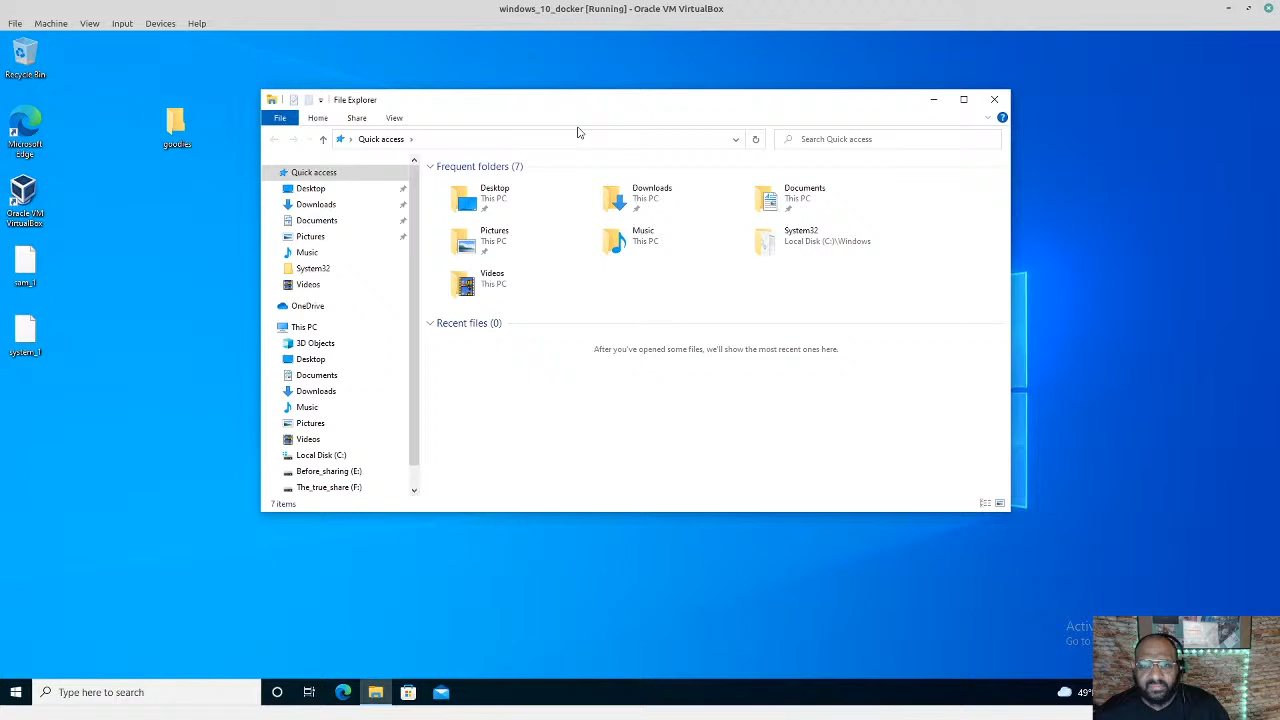 windows_10_docker [Running] - Oracle VM VirtualBox
File Machine View Input Devices Help
Recycle Bin
Microsoft
Edge
goodies
Oracle VM
VirtualBox
sam_1
system_1
File Explorer
File Home Share View
Quick access
Search Quick access
Quick access
Desktop
Downloads
Documents
Pictures
Music
System32
Videos
OneDrive
This PC
3D Objects
Desktop
Documents
Downloads
Music
Pictures
Videos
Local Disk (C:)
Before_sharing (E:)
The_true_share (F:)
Frequent folders (7)
Desktop
This PC
Downloads
This PC
Documents
This PC
Pictures
This PC
Music
This PC
System32
Local Disk (C:)\Windows
Videos
This PC
Recent files (0)
After you've opened some files, we'll show the most recent ones here.
7 items
Activ
Go to
Type here to search
49°